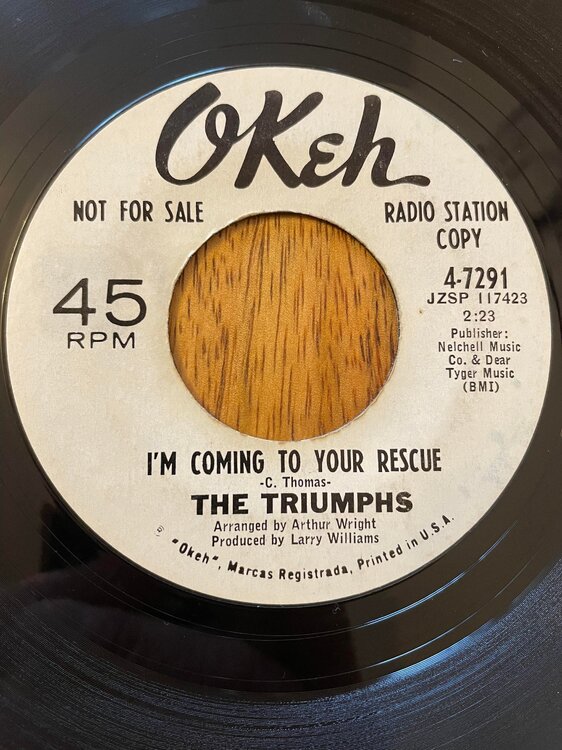 OKeh
NOT FOR SALE
RADIO STATION
COPY
45
RPM
4-7291
JZSP 117423
2:23
Publisher:
Nelchell Music
Co. & Dear
Tyger Music
(BMI)
I'M COMING TO YOUR RESCUE
-C. Thomas-
THE TRIUMPHS
Arranged by Arthur Wright
Produced by Larry Williams
"Okeh", Marcas Registrada, Printed in U.S.A.